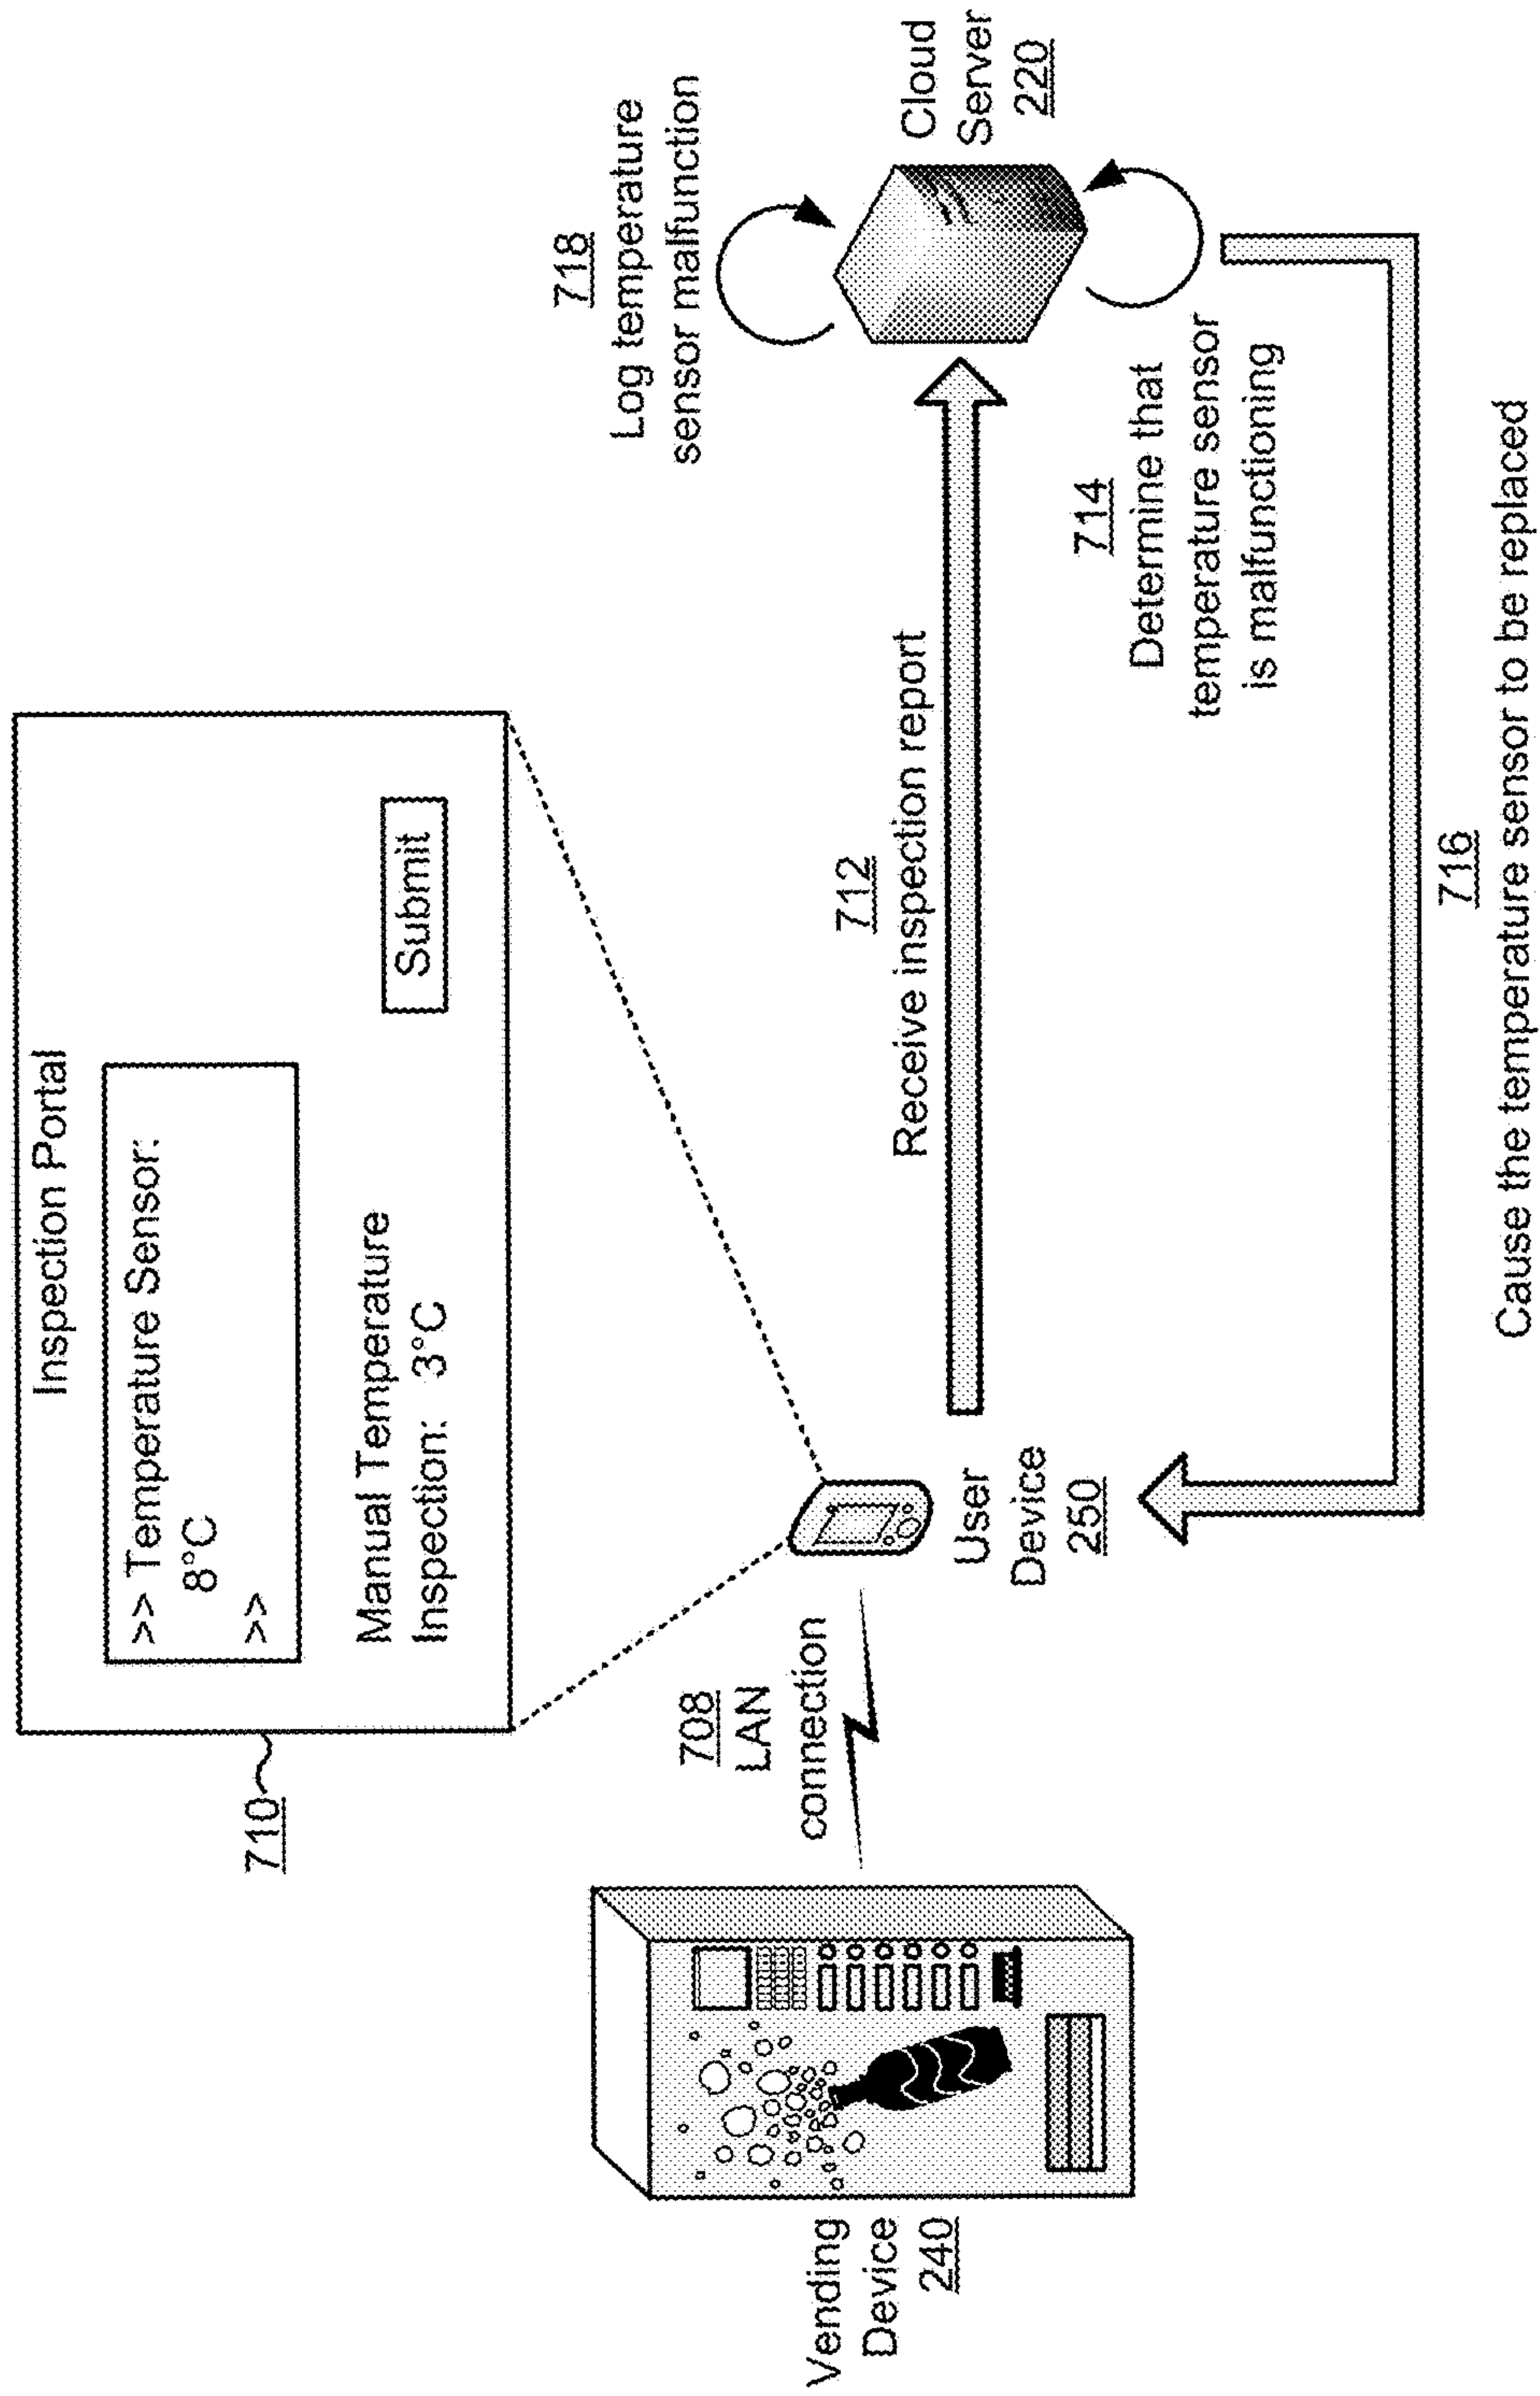 710
Inspection Portal
>> Temperature Sensor:
8°C
>>
Manual Temperature
Inspection: 3°C
Submit
708
LAN
connection
Vending
Device
240
User
Device
250
712
Receive inspection report
718
Log temperature
sensor malfunction
Cloud
Server
220
714
Determine that
temperature sensor
is malfunctioning
716
Cause the temperature sensor to be replaced